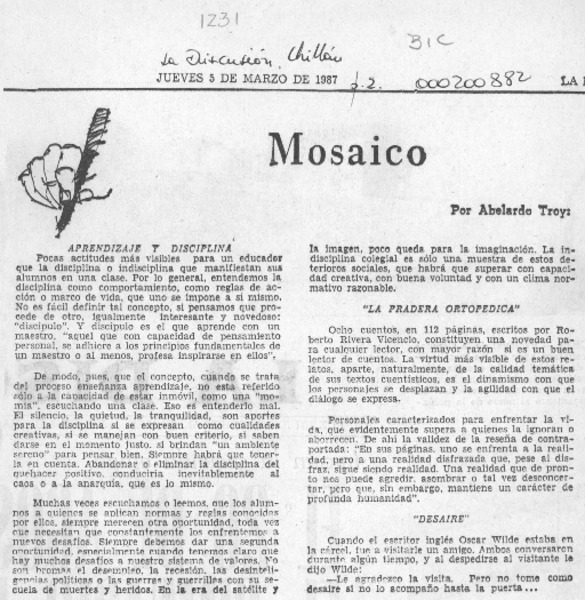 1231
BIC
La Discusión, Chillán
JUEVES 5 DE MARZO DE 1987
p. 2.
000200882
LA
Mosaico
Por Abelardo Troy:
APRENDIZAJE Y DISCIPLINA
Pocas actitudes más visibles para un educador
que la disciplina o indisciplina que manifiestan sus
alumnos en una clase. Por lo general, entendemos la
disciplina como comportamiento, como reglas de ac-
ción o marco de vida, que uno se impone a sí mismo.
No es fácil definir tal concepto, si pensamos que
procede de otro, igualmente interesante y novedoso:
"discípulo". Y discípulo es el que aprende con un
maestro, "aquel que con capacidad de pensamiento
personal, se adhiere a los principios fundamentales de
un maestro o al menos, profesa inspirarse en ellos",
De modo, pues, que el concepto, cuando se trata
del proceso enseñanza aprendizaje, no esta referido
sólo a la capacidad de estar inmóvil, como una "mo-
mia", escuchando una clase. Eso es entenderlo mal.
El silencio, la quietud, la tranquilidad, son aportes
para la disciplina si se expresan como cualidades
creativas, si se manejan con buen criterio, si saben
darse en el momento justo, si brindan "un ambiente
sereno" para pensar bien. Siempre habrá que tener-
la en cuenta. Abandonar o eliminar la disciplina del
quehacer positivo, conduciría inevitablemente al
caos o a la anarquía, que es lo mismo.
Muchas veces escuchamos o leemos, que los alum-
nos a quienes se aplican normas y reglas conocidas
por ellos, siempre merecen otra oportunidad, toda vez
que necesitan que constantemente los enfrentemos a
nuevos desafíos. Siempre debemos dar una segunda
oportunidad, especialmente cuando tenemos claro que
hay muchos desafíos a nuestro sistema de valores. No
son bromas el desempleo, la recesión, las desinteli-
gencias políticas o las guerras y guerrillas con su se-
cuela de muertes y heridos. En la era del satélite y
la imagen, poco queda para la imaginación. La in-
disciplina colegial es sólo una muestra de estos de-
terioros sociales, que habrá que superar con capaci-
dad creativa, con buena voluntad y con un clima nor-
mativo razonable.
"LA PRADERA ORTOPEDICA"
Ocho cuentos, en 112 páginas, escritos por Ro-
berto Rivera Vicencio, constituyen una novedad pa-
ra cualquier lector, con mayor razón si es un buen
lector de cuentos. La virtud más visible de estos re-
latos, aparte, naturalmente, de la calidad temática
de sus textos cuentísticos, es el dinamismo con que
los personajes se desplazan y la agilidad con que el
diálogo se expresa.
Personajes caracterizados para enfrentar la vi-
da, que evidentemente supera a quienes la ignoran o
aborrecen. De ahí la validez de la reseña de contra-
portada: "En sus páginas, uno se enfrenta a la reali-
dad, pero a una realidad disfrazada que, pese al dis-
fraz, sigue siendo realidad. Una realidad que de pron-
to nos puede agredir, asombrar o tal vez desconcer-
tar, pero que, sin embargo, mantiene un carácter de
profunda humanidad".
"DESAIRE"
Cuando el escritor inglés Oscar Wilde estaba en
la cárcel, fue a visitarle un amigo. Ambos conversaron
durante algún tiempo, y al despedirse al visitante le
dijo Wilde:
—Le agradezco la visita. Pero no tome como
desaire si no lo acompaño hasta la puerta...